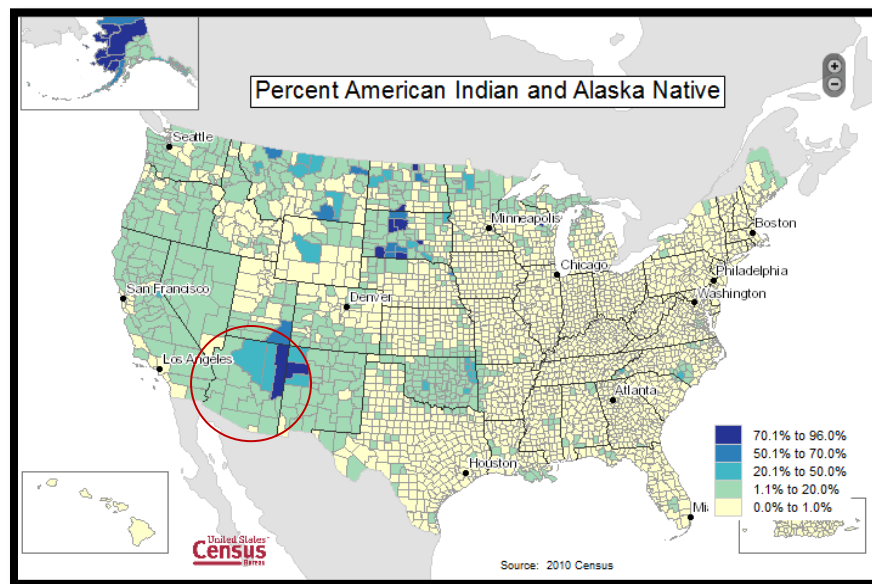 Percent American Indian and Alaska Native
+
−
Seattle
Minneapolis
Boston
Chicago
Philadelphia
San Francisco
Denver
Washington
Los Angeles
Atlanta
70.1% to 96.0%
50.1% to 70.0%
Houston
20.1% to 50.0%
1.1% to 20.0%
Mi
0.0% to 1.0%
United States™
Census
Bureau
Source: 2010 Census